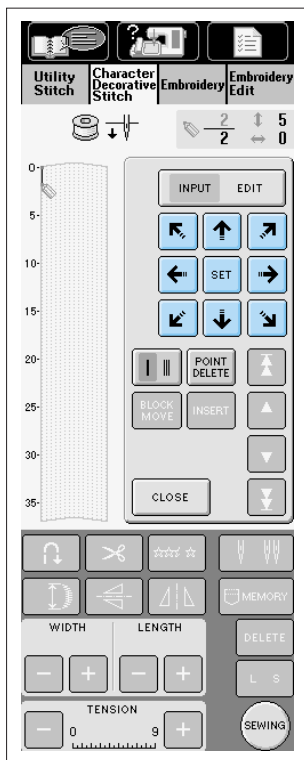 Utility
Stitch
Character
Decorative
Stitch
Embroidery
Embroidery
Edit
2
2
5
0
0-
5-
10-
15-
20-
25-
30-
35-
INPUT EDIT
SET
POINT
DELETE
BLOCK
MOVE
INSERT
CLOSE
MEMORY
WIDTH LENGTH
DELETE
L S
TENSION
0 9
SEWING